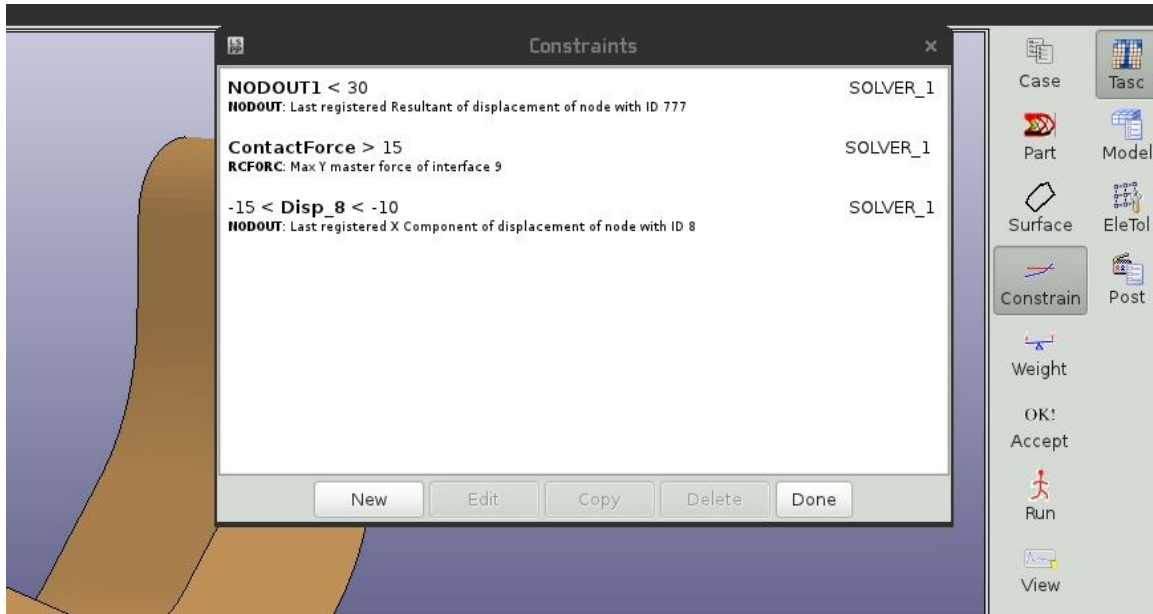 Constraints
NODOUT1 < 30 SOLVER_1
NODOUT: Last registered Resultant of displacement of node with ID 777
ContactForce > 15 SOLVER_1
RCFORC: Max Y master force of interface 9
-15 < Disp_8 < -10 SOLVER_1
NODOUT: Last registered X Component of displacement of node with ID 8
New Edit Copy Delete Done
Case Tasc
Part Model
Surface EleTol
Constrain Post
Weight
OK!
Accept
Run
View